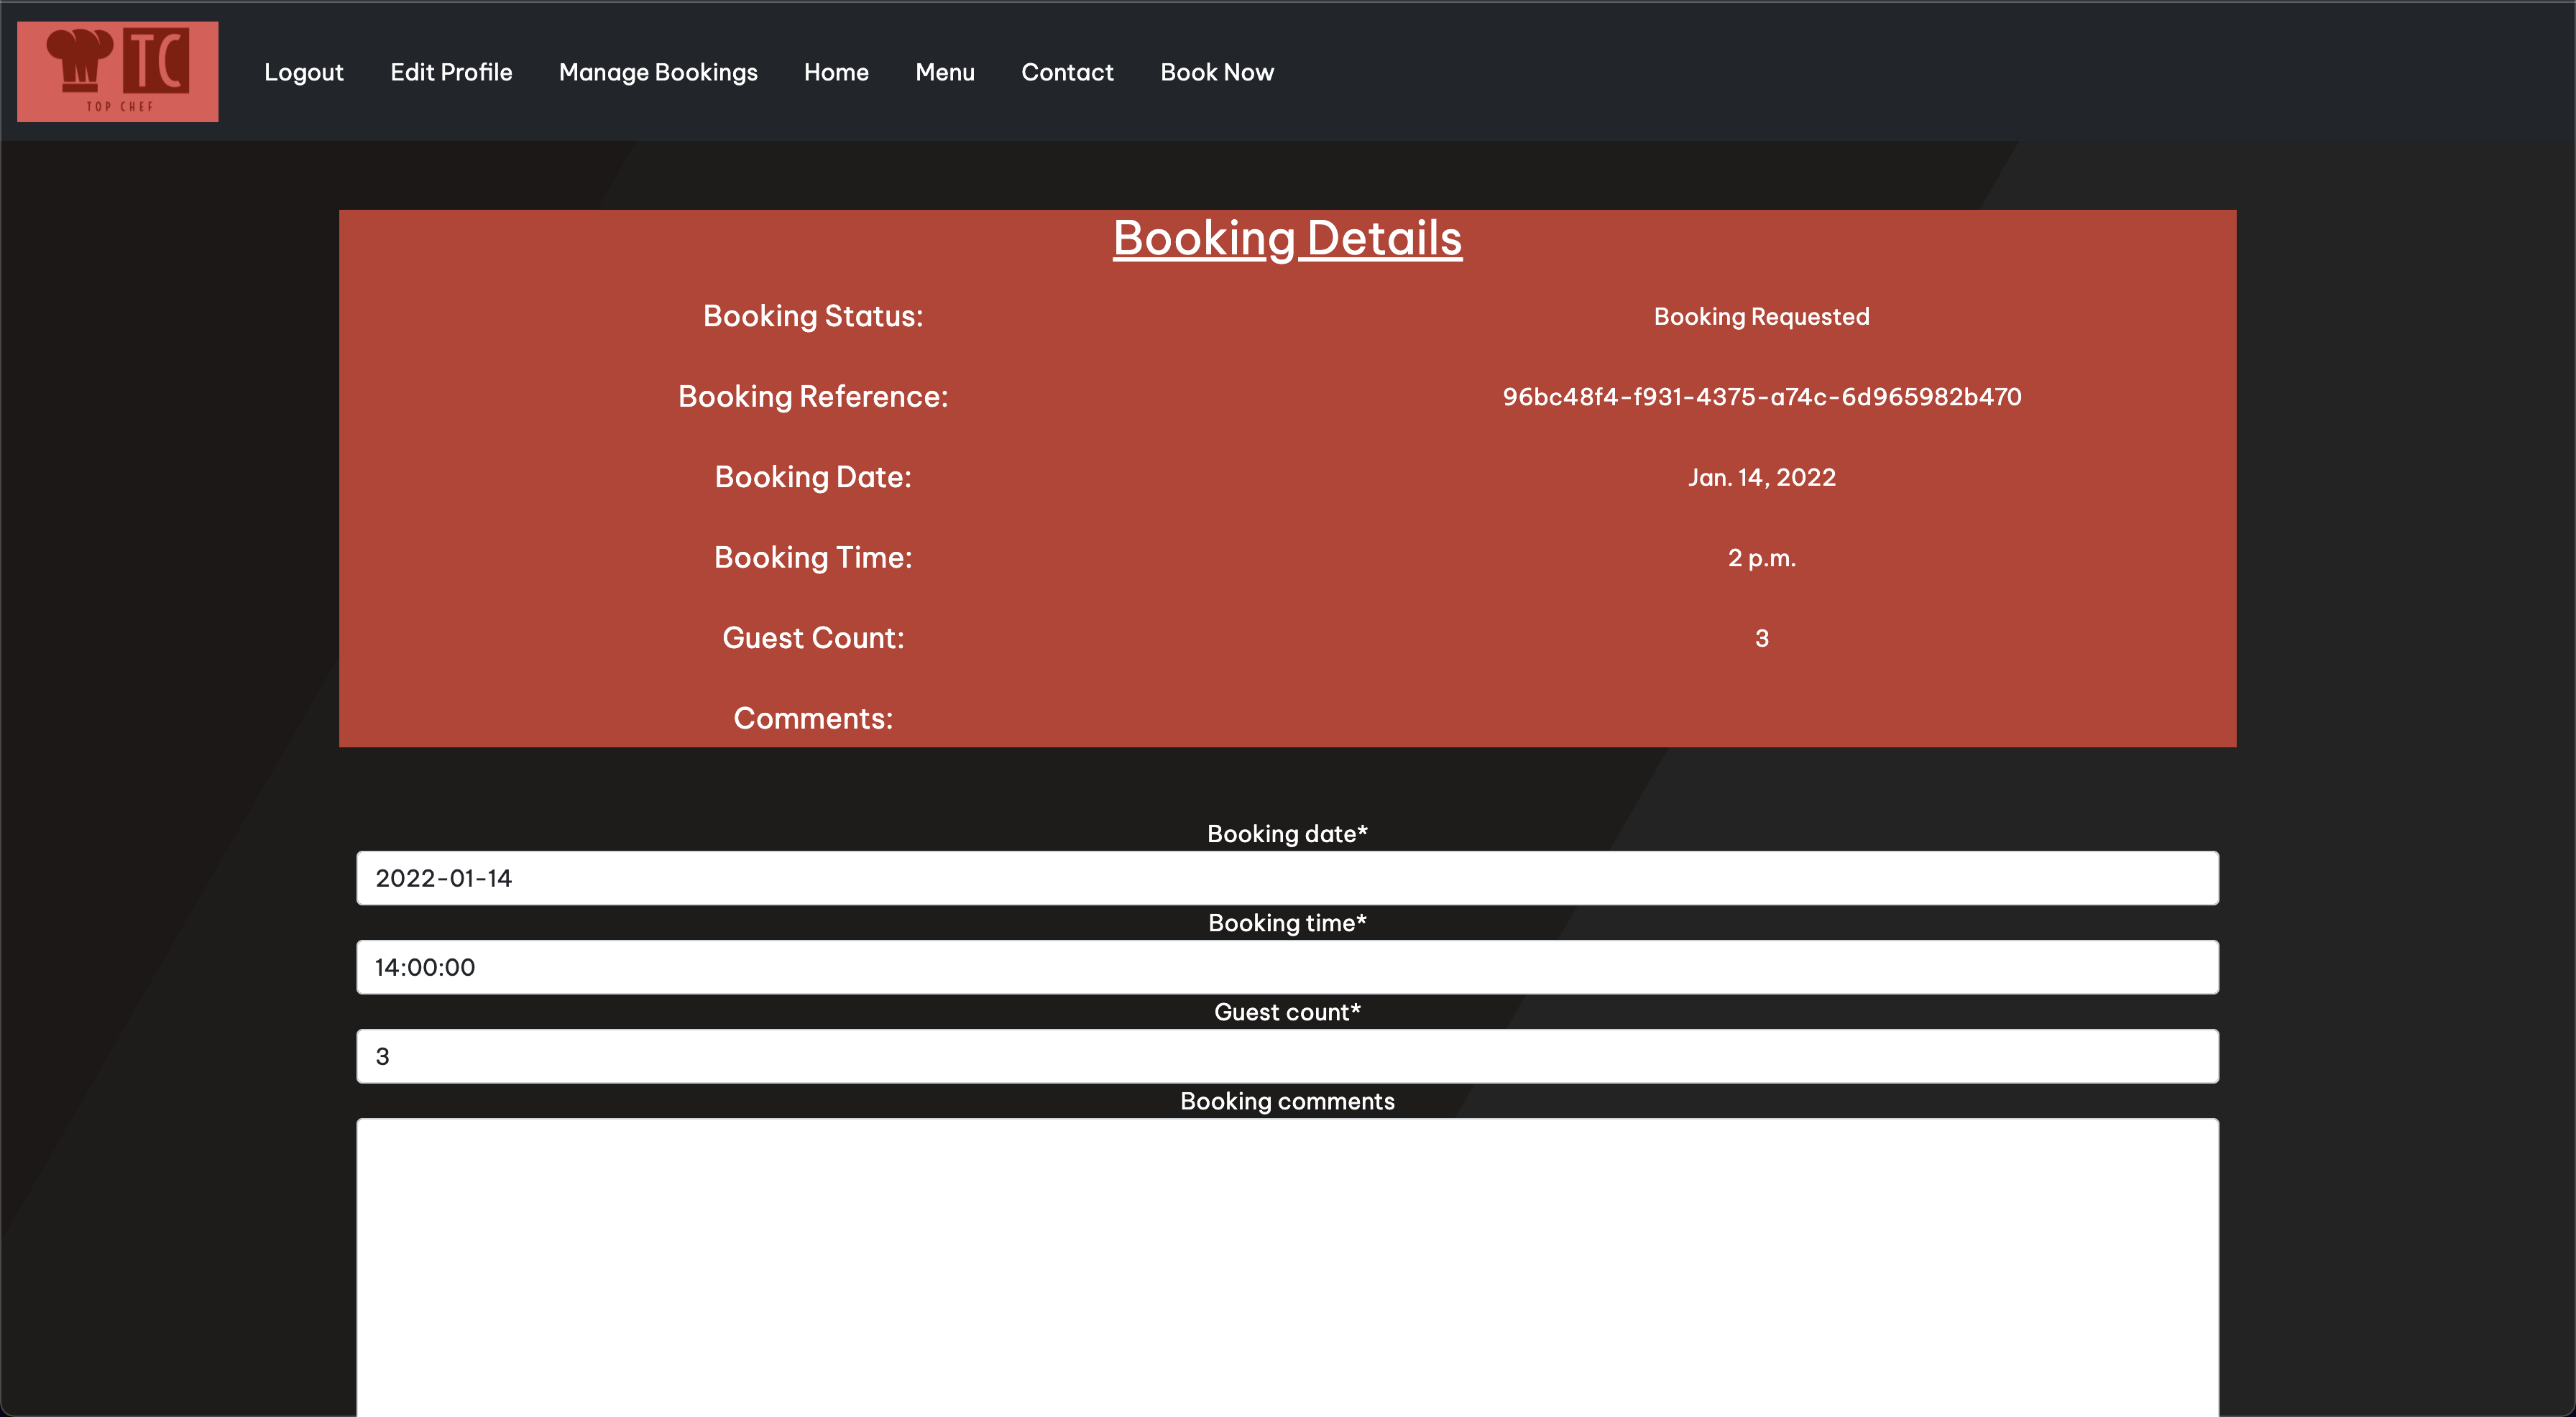 TC
TOP CHEF
Logout Edit Profile Manage Bookings Home Menu Contact Book Now
Booking Details
Booking Status: Booking Requested
Booking Reference: 96bc48f4-f931-4375-a74c-6d965982b470
Booking Date: Jan. 14, 2022
Booking Time: 2 p.m.
Guest Count: 3
Comments:
Booking date*
2022-01-14
Booking time*
14:00:00
Guest count*
3
Booking comments